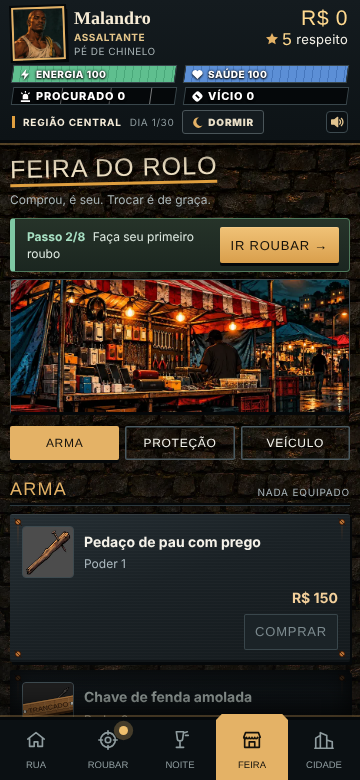 Malandro
ASSALTANTE
PÉ DE CHINELO
R$ 0
5 respeito
ENERGIA 100
SAÚDE 100
PROCURADO 0
VÍCIO 0
REGIÃO CENTRAL DIA 1/30 DORMIR
FEIRA DO ROLO
Comprou, é seu. Trocar é de graça.
Passo 2/8 Faça seu primeiro
roubo
IR ROUBAR →
ARMA
PROTEÇÃO
VEÍCULO
ARMA
NADA EQUIPADO
Pedaço de pau com prego
Poder 1
R$ 150
COMPRAR
TRANCADO
Chave de fenda amolada
RUA
ROUBAR
NOITE
FEIRA
CIDADE